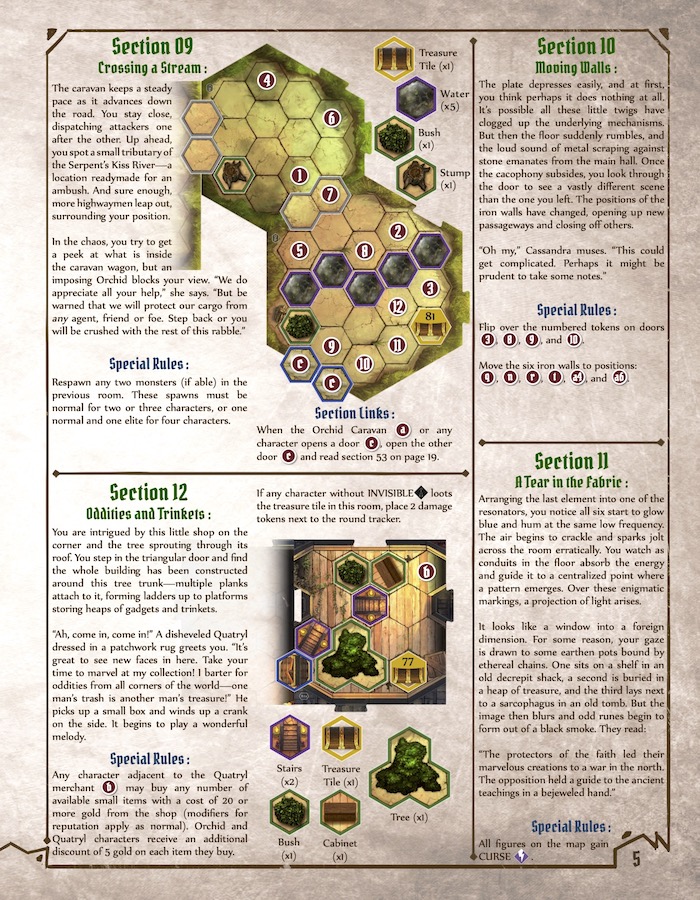 Section 09
Crossing a Stream:
The caravan keeps a steady
pace as it advances down
the road. You stay close,
dispatching attackers one
after the other. Up ahead,
you spot a small tributary of
the Serpent's Kiss River—a
location readymade for an
ambush. And sure enough,
more highwaymen leap out,
surrounding your position.
In the chaos, you try to get
a peek at what is inside
the caravan wagon, but an
imposing Orchid blocks your view. "We do
appreciate all your help," she says. "But be
warned that we will protect our cargo from
any agent, friend or foe. Step back or you
will be crushed with the rest of this rabble."
Special Rules:
Respawn any two monsters (if able) in the
previous room. These spawns must be
normal for two or three characters, or one
normal and one elite for four characters.
4
6
1
7
2
5
8
3
12
81
9
11
10
c
c
Treasure
Tile (x1)
Water
(x5)
Bush
(x1)
Stump
(x1)
Section Links:
When the Orchid Caravan a or any
character opens a door c, open the other
door c and read section 53 on page 19.
Section 10
Moving Walls:
The plate depresses easily, and at first,
you think perhaps it does nothing at all.
It's possible all these little twigs have
clogged up the underlying mechanisms.
But then the floor suddenly rumbles, and
the loud sound of metal scraping against
stone emanates from the main hall. Once
the cacophony subsides, you look through
the door to see a vastly different scene
than the one you left. The positions of the
iron walls have changed, opening up new
passageways and closing off others.
"Oh my," Cassandra muses. "This could
get complicated. Perhaps it might be
prudent to take some notes."
Special Rules:
Flip over the numbered tokens on doors
3, 8, 9, and 10.
Move the six iron walls to positions:
and
Section 11
A Tear in the Fabric:
Arranging the last element into one of the
resonators, you notice all six start to glow
blue and hum at the same low frequency.
The air begins to crackle and sparks jolt
across the room erratically. You watch as
conduits in the floor absorb the energy
and guide it to a centralized point where
a pattern emerges. Over these enigmatic
markings, a projection of light arises.
It looks like a window into a foreign
dimension. For some reason, your gaze
is drawn to some earthen pots bound by
ethereal chains. One sits on a shelf in an
old decrepit shack, a second is buried in
a heap of treasure, and the third lays next
to a sarcophagus in an old tomb. But the
image then blurs and odd runes begin to
form out of a black smoke. They read:
"The protectors of the faith led their
marvelous creations to a war in the north.
The opposition held a guide to the ancient
teachings in a bejeweled hand."
Special Rules:
All figures on the map gain
CURSE.
Section 12
Oddities and Trinkets:
You are intrigued by this little shop on the
corner and the tree sprouting through its
roof. You step in the triangular door and find
the whole building has been constructed
around this tree trunk—multiple planks
attach to it, forming ladders up to platforms
storing heaps of gadgets and trinkets.
"Ah, come in, come in!" A disheveled Quatryl
dressed in a patchwork rug greets you. "It's
great to see new faces in here. Take your
time to marvel at my collection! I barter for
oddities from all corners of the world—one
man's trash is another man's treasure!" He
picks up a small box and winds up a crank
on the side. It begins to play a wonderful
melody.
Special Rules:
Any character adjacent to the Quatryl
merchant b may buy any number of
available small items with a cost of 20 or
more gold from the shop (modifiers for
reputation apply as normal). Orchid and
Quatryl characters receive an additional
discount of 5 gold on each item they buy.
If any character without INVISIBLE loots
the treasure tile in this room, place 2 damage
tokens next to the round tracker.
b
77
Stairs
(x2)
Treasure
Tile (x1)
Tree (x1)
Bush
(x1)
Cabinet
(x1)
5